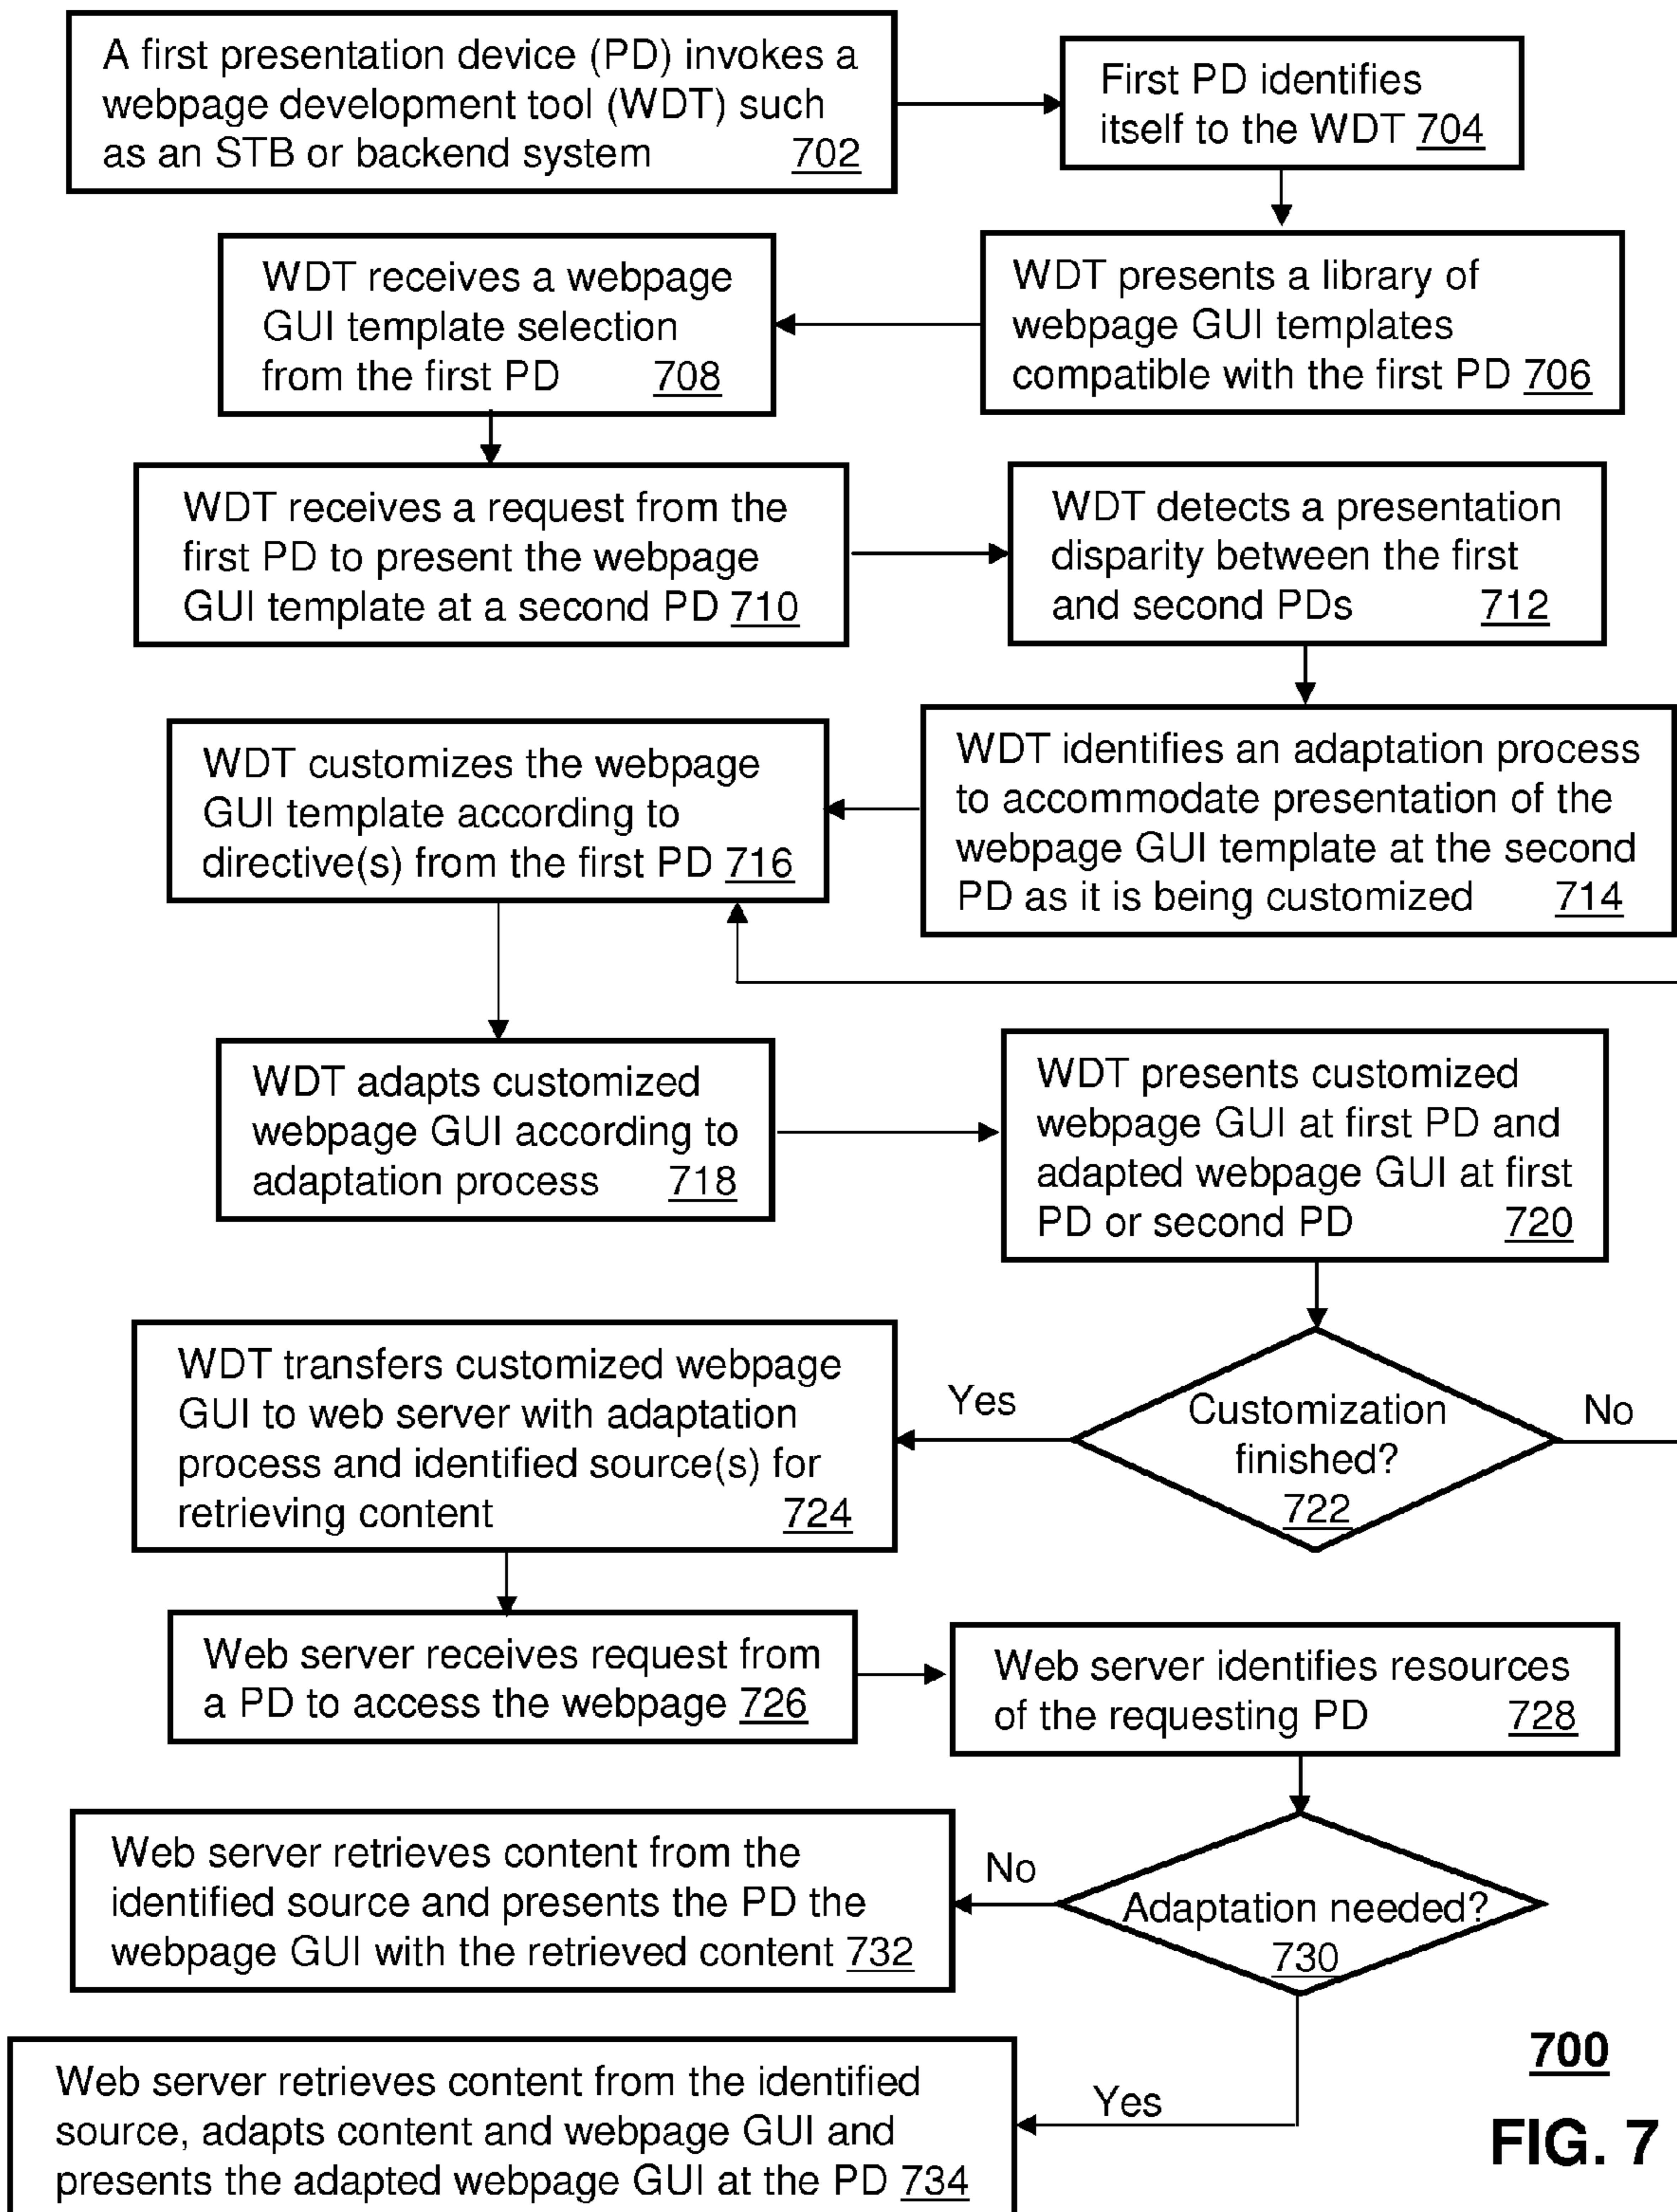 A first presentation device (PD) invokes a
webpage development tool (WDT) such
as an STB or backend system 702
First PD identifies
itself to the WDT 704
WDT presents a library of
webpage GUI templates
compatible with the first PD 706
WDT receives a webpage
GUI template selection
from the first PD 708
WDT receives a request from the
first PD to present the webpage
GUI template at a second PD 710
WDT detects a presentation
disparity between the first
and second PDs 712
WDT identifies an adaptation process
to accommodate presentation of the
webpage GUI template at the second
PD as it is being customized 714
WDT customizes the webpage
GUI template according to
directive(s) from the first PD 716
WDT adapts customized
webpage GUI according to
adaptation process 718
WDT presents customized
webpage GUI at first PD and
adapted webpage GUI at first
PD or second PD 720
Customization
finished?
722
Yes
No
WDT transfers customized webpage
GUI to web server with adaptation
process and identified source(s) for
retrieving content 724
Web server receives request from
a PD to access the webpage 726
Web server identifies resources
of the requesting PD 728
Adaptation needed?
730
No
Web server retrieves content from the
identified source and presents the PD the
webpage GUI with the retrieved content 732
Yes
Web server retrieves content from the identified
source, adapts content and webpage GUI and
presents the adapted webpage GUI at the PD 734
700
FIG. 7